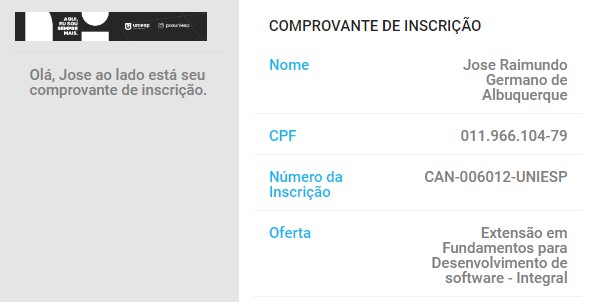 AQUI,
EU SOU
SEMPRE
MAIS.
uniesp
posuniesp
Olá, Jose ao lado está seu
comprovante de inscrição.
COMPROVANTE DE INSCRIÇÃO
Nome
Jose Raimundo
Germano de
Albuquerque
CPF
011.966.104-79
Número da
Inscrição
CAN-006012-UNIESP
Oferta
Extensão em
Fundamentos para
Desenvolvimento de
software - Integral